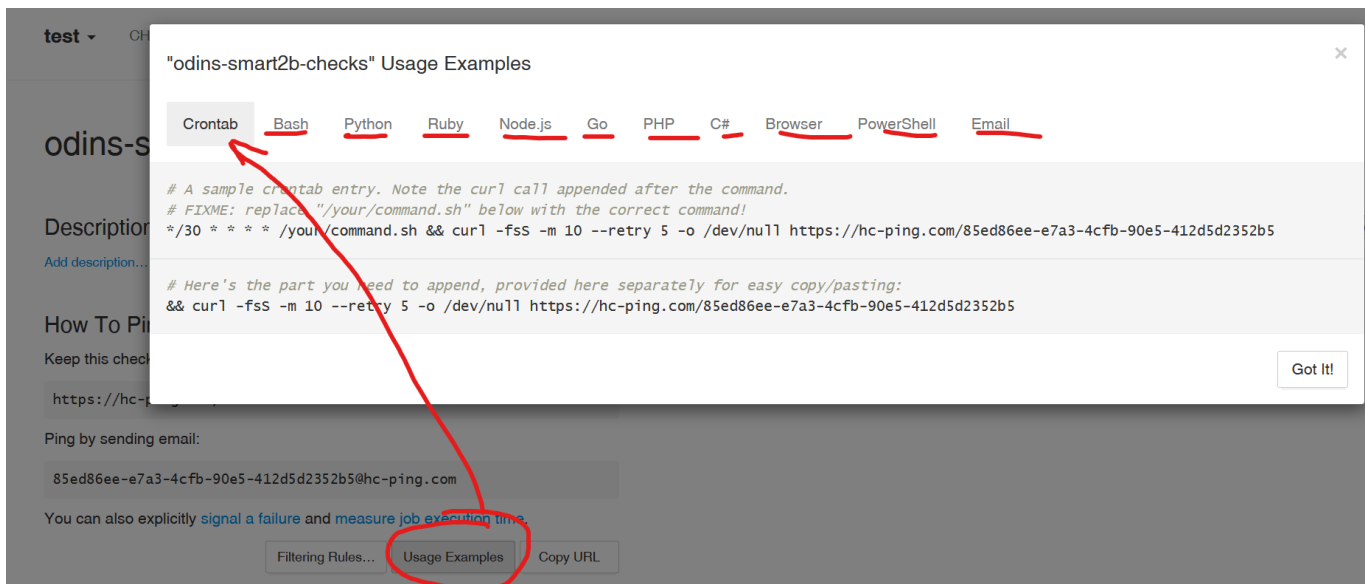 test
CH
"odins-smart2b-checks" Usage Examples
×
Crontab Bash Python Ruby Node.js Go PHP C# Browser PowerShell Email
odins-s
# A sample crontab entry. Note the curl call appended after the command.
# FIXME: replace "/your/command.sh" below with the correct command!
*/30 * * * * /your/command.sh && curl -fsS -m 10 --retry 5 -o /dev/null https://hc-ping.com/85ed86ee-e7a3-4cfb-90e5-412d5d2352b5
Description
Add description...
# Here's the part you need to append, provided here separately for easy copy/pasting:
&& curl -fsS -m 10 --retry 5 -o /dev/null https://hc-ping.com/85ed86ee-e7a3-4cfb-90e5-412d5d2352b5
How To Pi
Keep this check
Got It!
https://hc-p
Ping by sending email:
85ed86ee-e7a3-4cfb-90e5-412d5d2352b5@hc-ping.com
You can also explicitly signal a failure and measure job execution time.
Filtering Rules... Usage Examples Copy URL